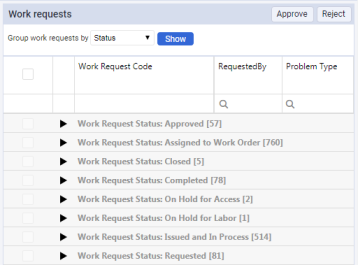 Work requests Approve Reject
Group work requests by Status Show
Work Request Code RequestedBy Problem Type
Work Request Status: Approved [57]
Work Request Status: Assigned to Work Order [760]
Work Request Status: Closed [5]
Work Request Status: Completed [78]
Work Request Status: On Hold for Access [2]
Work Request Status: On Hold for Labor [1]
Work Request Status: Issued and In Process [514]
Work Request Status: Requested [81]